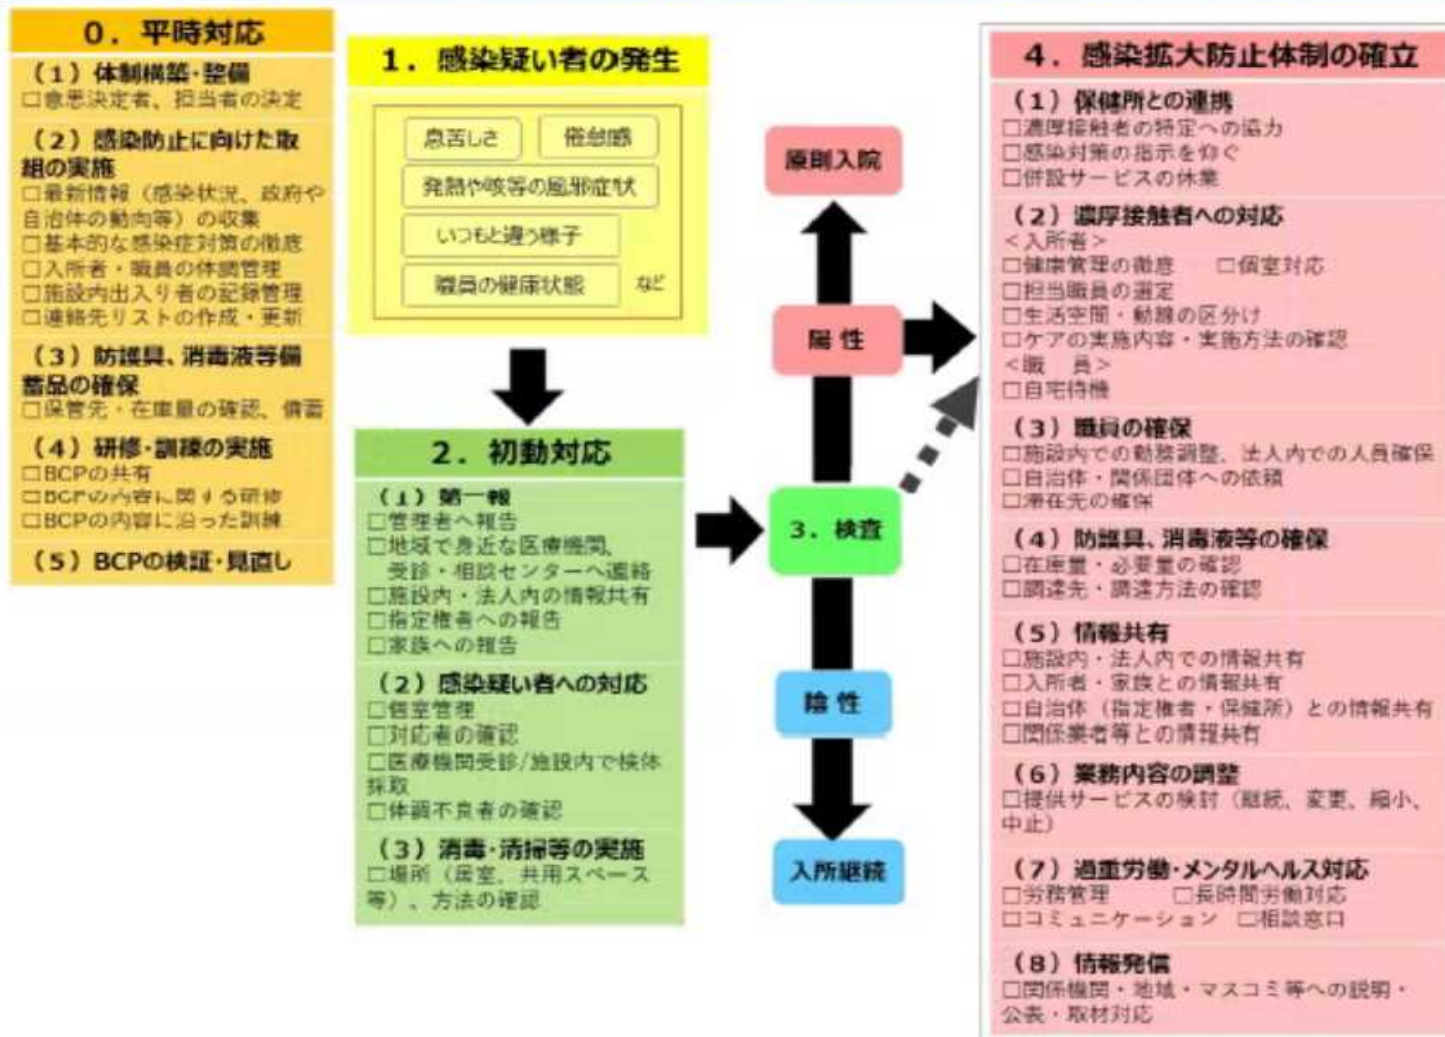 0．平時対応
（1）体制構築・整備
□意思決定者、担当者の決定
（2）感染防止に向けた取
組の実施
□最新情報（感染状況、政府や
自治体の動向等）の収集
□基本的な感染症対策の徹底
□入所者・職員の体調管理
□施設内出入り者の記録管理
□連絡先リストの作成・更新
（3）防護具、消毒液等備
蓄品の確保
□保管先・在庫量の確認、備蓄
（4）研修・訓練の実施
□BCPの共有
□BCPの内容に関する研修
□BCPの内容に沿った訓練
（5）BCPの検証・見直し
1．感染疑い者の発生
息苦しさ
倦怠感
発熱や咳等の風邪症状
いつもと違う様子
職員の健康状態
など
2．初動対応
（1）第一報
□管理者へ報告
□地域で身近な医療機関、
受診・相談センターへ連絡
□施設内・法人内の情報共有
□指定権者への報告
□家族への報告
（2）感染疑い者への対応
□個室管理
□対応者の確認
□医療機関受診/施設内で検体
採取
□体調不良者の確認
（3）消毒・清掃等の実施
□場所（居室、共用スペース
等）、方法の確認
原則入院
陽性
3．検査
陰性
入所継続
4．感染拡大防止体制の確立
（1）保健所との連携
□濃厚接触者の特定への協力
□感染対策の指示を仰ぐ
□併設サービスの休業
（2）濃厚接触者への対応
＜入所者＞
□健康管理の徹底　□個室対応
□担当職員の選定
□生活空間・動線の区分け
□ケアの実施内容・実施方法の確認
＜職　員＞
□自宅待機
（3）職員の確保
□施設内での勤務調整、法人内での人員確保
□自治体・関係団体への依頼
□滞在先の確保
（4）防護具、消毒液等の確保
□在庫量・必要量の確認
□調達先・調達方法の確認
（5）情報共有
□施設内・法人内での情報共有
□入所者・家族との情報共有
□自治体（指定権者・保健所）との情報共有
□関係業者等との情報共有
（6）業務内容の調整
□提供サービスの検討（継続、変更、縮小、
中止）
（7）過重労働・メンタルヘルス対応
□労務管理　□長時間労働対応
□コミュニケーション　□相談窓口
（8）情報発信
□関係機関・地域・マスコミ等への説明・
公表・取材対応